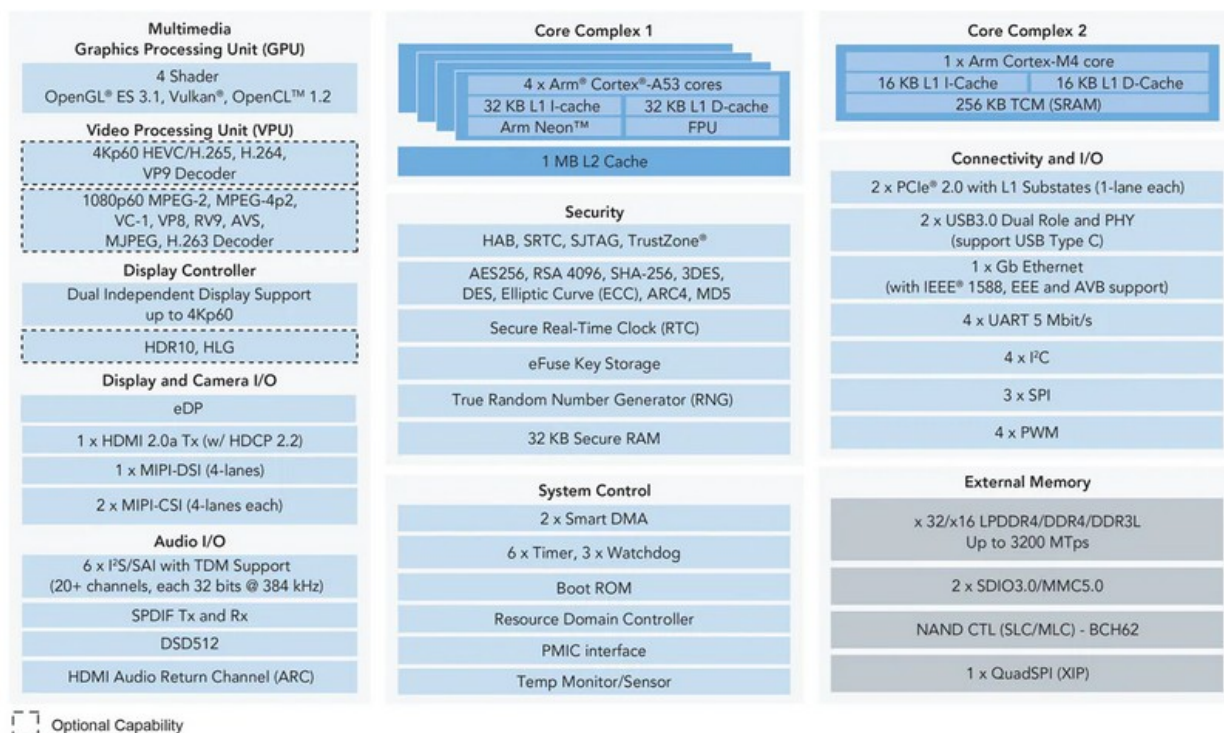 Multimedia
Graphics Processing Unit (GPU)
4 Shader
OpenGL® ES 3.1, Vulkan®, OpenCL™ 1.2
Video Processing Unit (VPU)
4Kp60 HEVC/H.265, H.264,
VP9 Decoder
1080p60 MPEG-2, MPEG-4p2,
VC-1, VP8, RV9, AVS,
MJPEG, H.263 Decoder
Display Controller
Dual Independent Display Support
up to 4Kp60
HDR10, HLG
Display and Camera I/O
eDP
1 x HDMI 2.0a Tx (w/ HDCP 2.2)
1 x MIPI-DSI (4-lanes)
2 x MIPI-CSI (4-lanes each)
Audio I/O
6 x I²S/SAI with TDM Support
(20+ channels, each 32 bits @ 384 kHz)
SPDIF Tx and Rx
DSD512
HDMI Audio Return Channel (ARC)
Optional Capability
Core Complex 1
4 x Arm® Cortex®-A53 cores
32 KB L1 I-cache 32 KB L1 D-cache
Arm Neon™ FPU
1 MB L2 Cache
Security
HAB, SRTC, SJTAG, TrustZone®
AES256, RSA 4096, SHA-256, 3DES,
DES, Elliptic Curve (ECC), ARC4, MD5
Secure Real-Time Clock (RTC)
eFuse Key Storage
True Random Number Generator (RNG)
32 KB Secure RAM
System Control
2 x Smart DMA
6 x Timer, 3 x Watchdog
Boot ROM
Resource Domain Controller
PMIC interface
Temp Monitor/Sensor
Core Complex 2
1 x Arm Cortex-M4 core
16 KB L1 I-Cache 16 KB L1 D-Cache
256 KB TCM (SRAM)
Connectivity and I/O
2 x PCIe® 2.0 with L1 Substates (1-lane each)
2 x USB3.0 Dual Role and PHY
(support USB Type C)
1 x Gb Ethernet
(with IEEE® 1588, EEE and AVB support)
4 x UART 5 Mbit/s
4 x I²C
3 x SPI
4 x PWM
External Memory
x 32/x16 LPDDR4/DDR4/DDR3L
Up to 3200 MTps
2 x SDIO3.0/MMC5.0
NAND CTL (SLC/MLC) - BCH62
1 x QuadSPI (XIP)